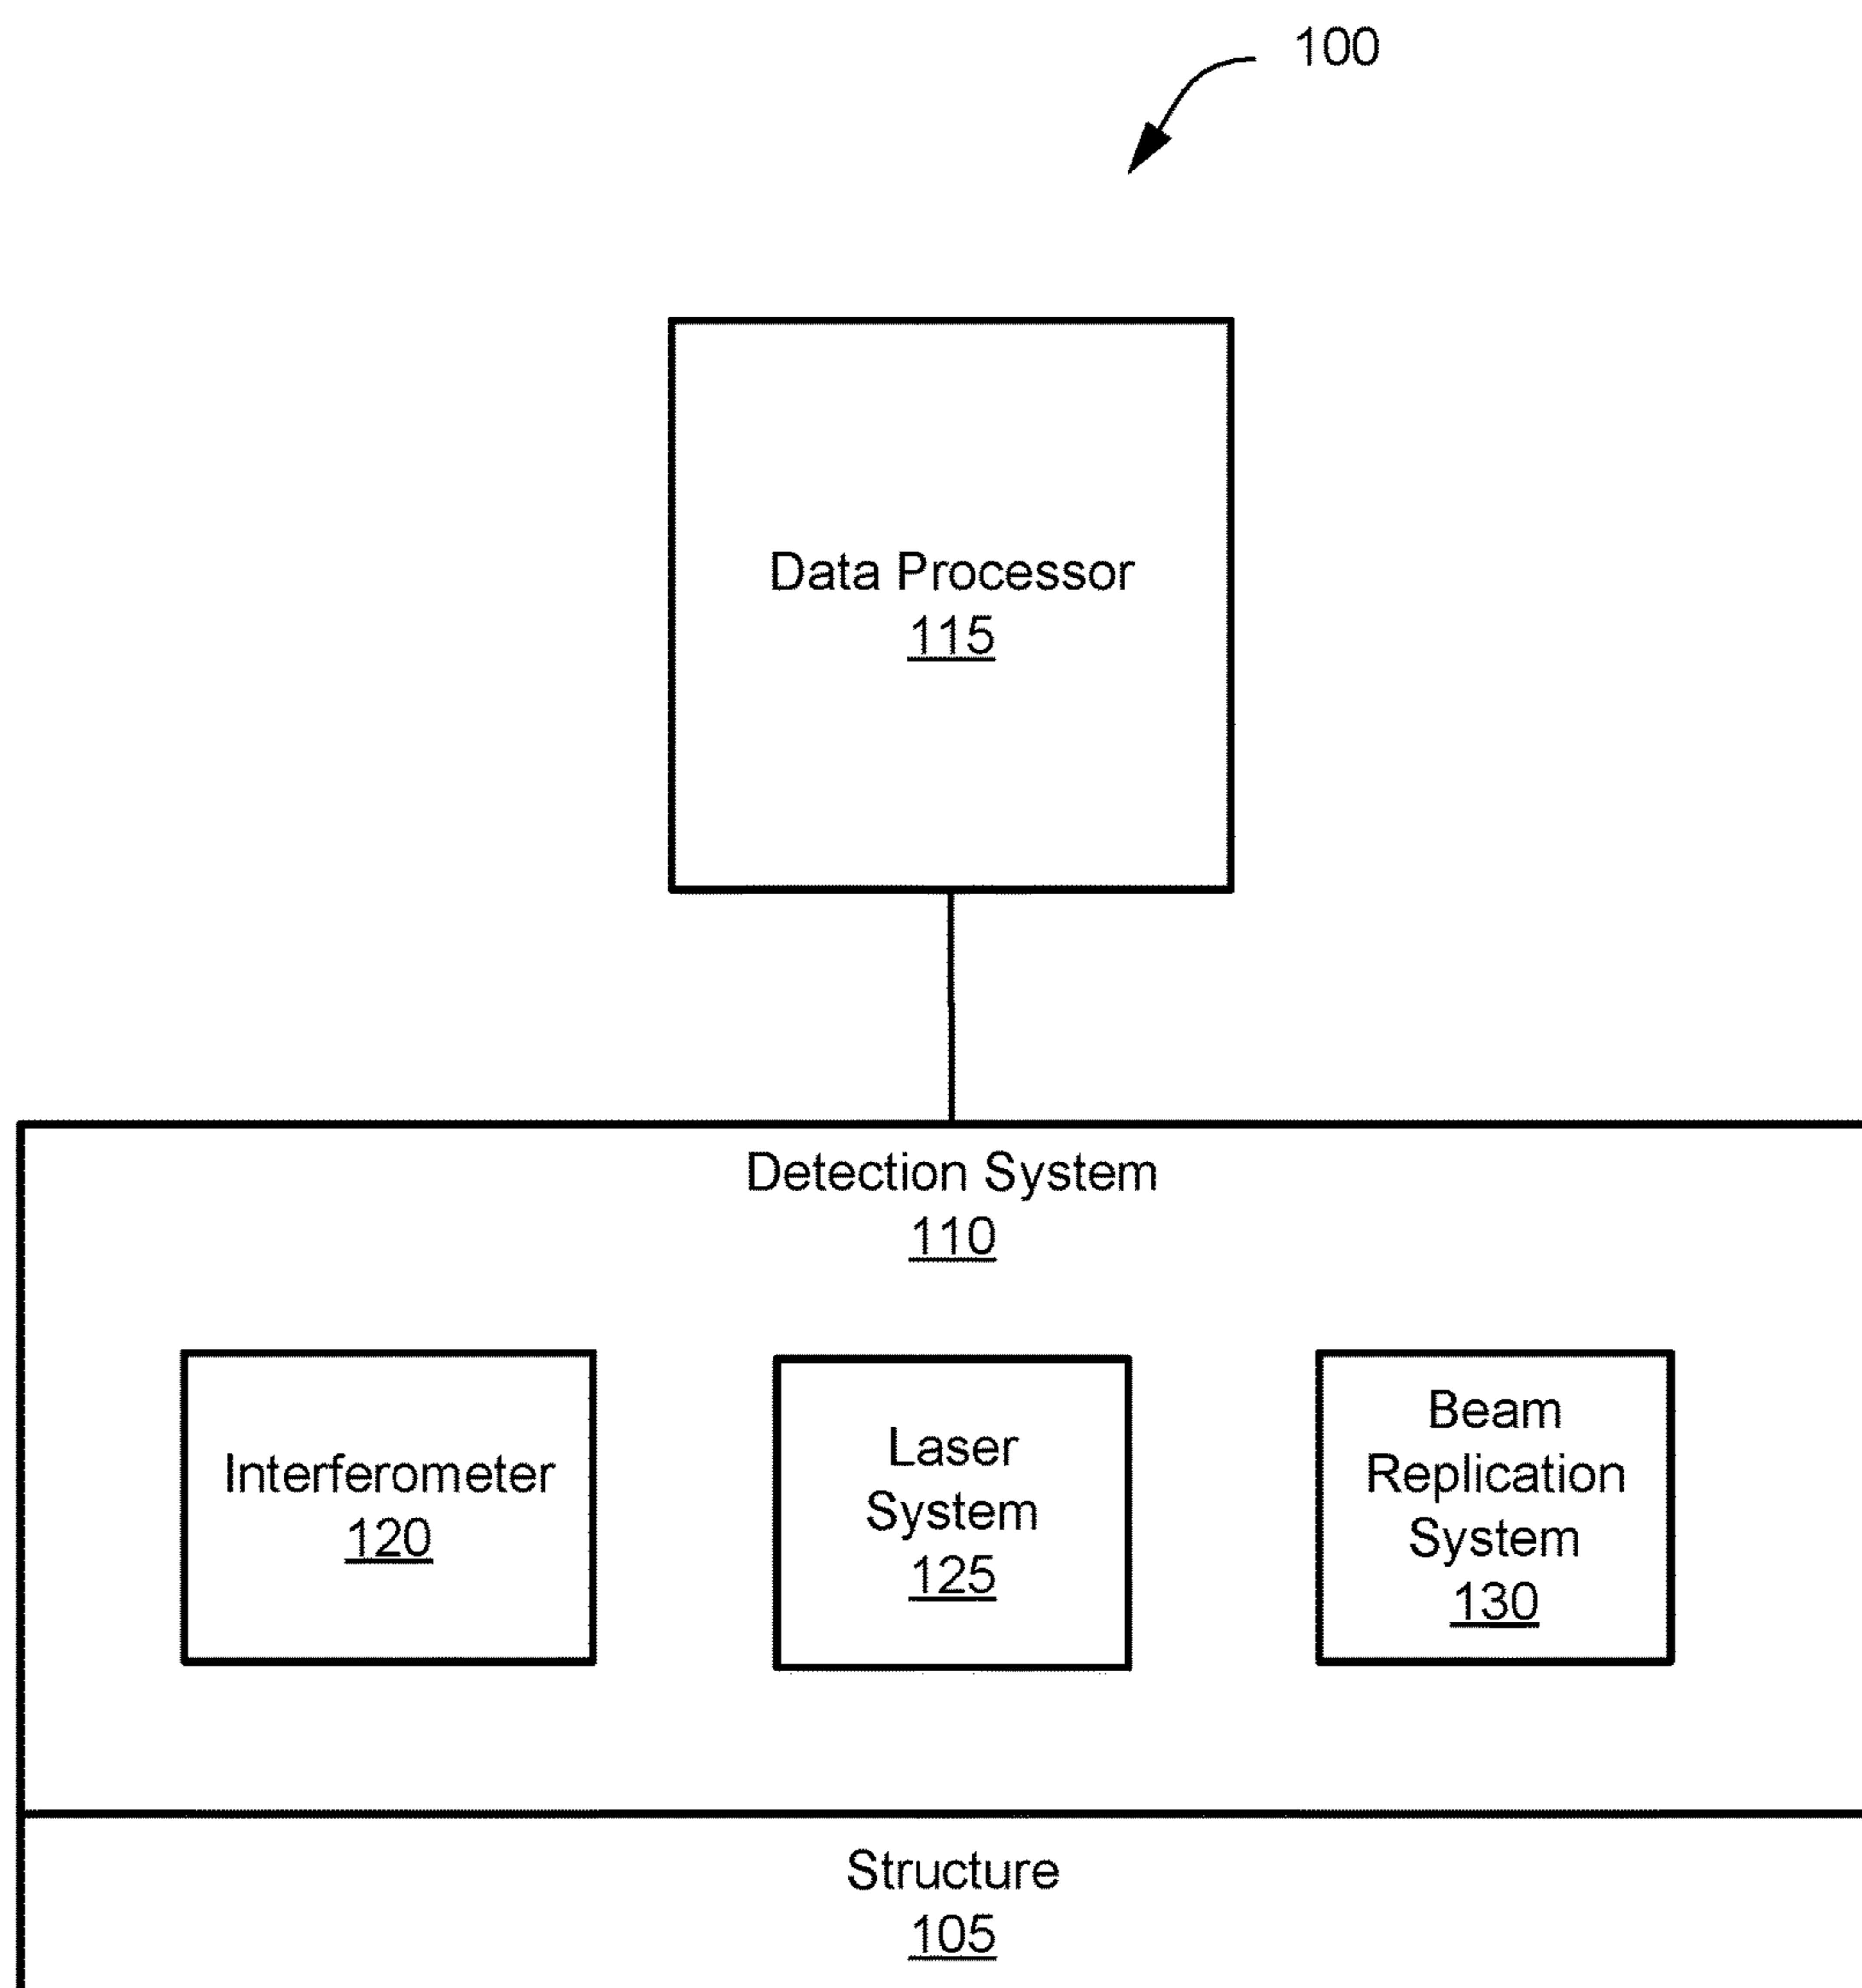 100
Data Processor
115
Detection System
110
Interferometer
120
Laser
System
125
Beam
Replication
System
130
Structure
105